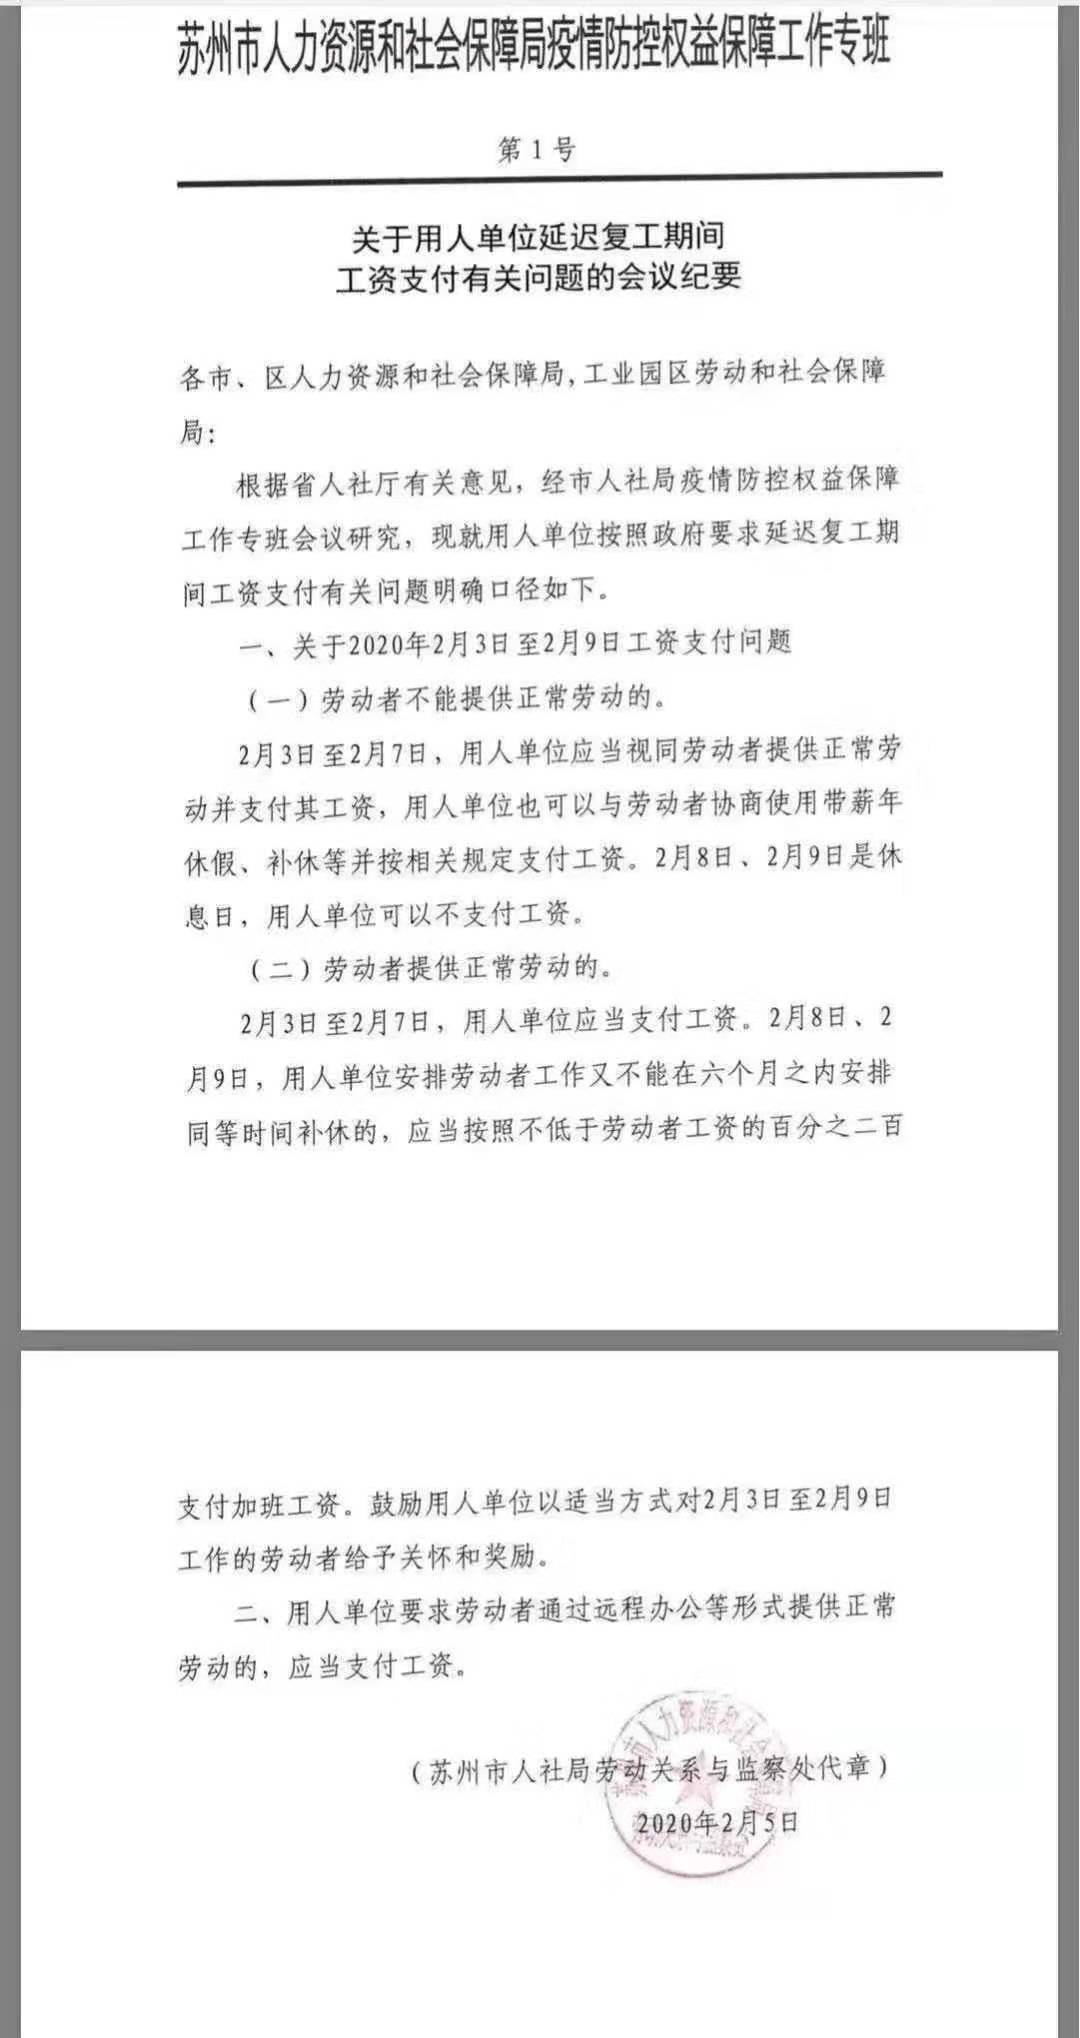 苏州市人力资源和社会保障局疫情防控权益保障工作专班
第1号
关于用人单位延迟复工期间
工资支付有关问题的会议纪要
各市、区人力资源和社会保障局,工业园区劳动和社会保障
局:
根据省人社厅有关意见，经市人社局疫情防控权益保障
工作专班会议研究，现就用人单位按照政府要求延迟复工期
间工资支付有关问题明确口径如下。
一、关于2020年2月3日至2月9日工资支付问题
（一）劳动者不能提供正常劳动的。
2月3日至2月7日，用人单位应当视同劳动者提供正常劳
动并支付其工资，用人单位也可以与劳动者协商使用带薪年
休假、补休等并按相关规定支付工资。2月8日、2月9日是休
息日，用人单位可以不支付工资。
（二）劳动者提供正常劳动的。
2月3日至2月7日，用人单位应当支付工资。2月8日、2
月9日，用人单位安排劳动者工作又不能在六个月之内安排
同等时间补休的，应当按照不低于劳动者工资的百分之二百
支付加班工资。鼓励用人单位以适当方式对2月3日至2月9日
工作的劳动者给予关怀和奖励。
二、用人单位要求劳动者通过远程办公等形式提供正常
劳动的，应当支付工资。
（苏州市人社局劳动关系与监察处代章）
2020年2月5日